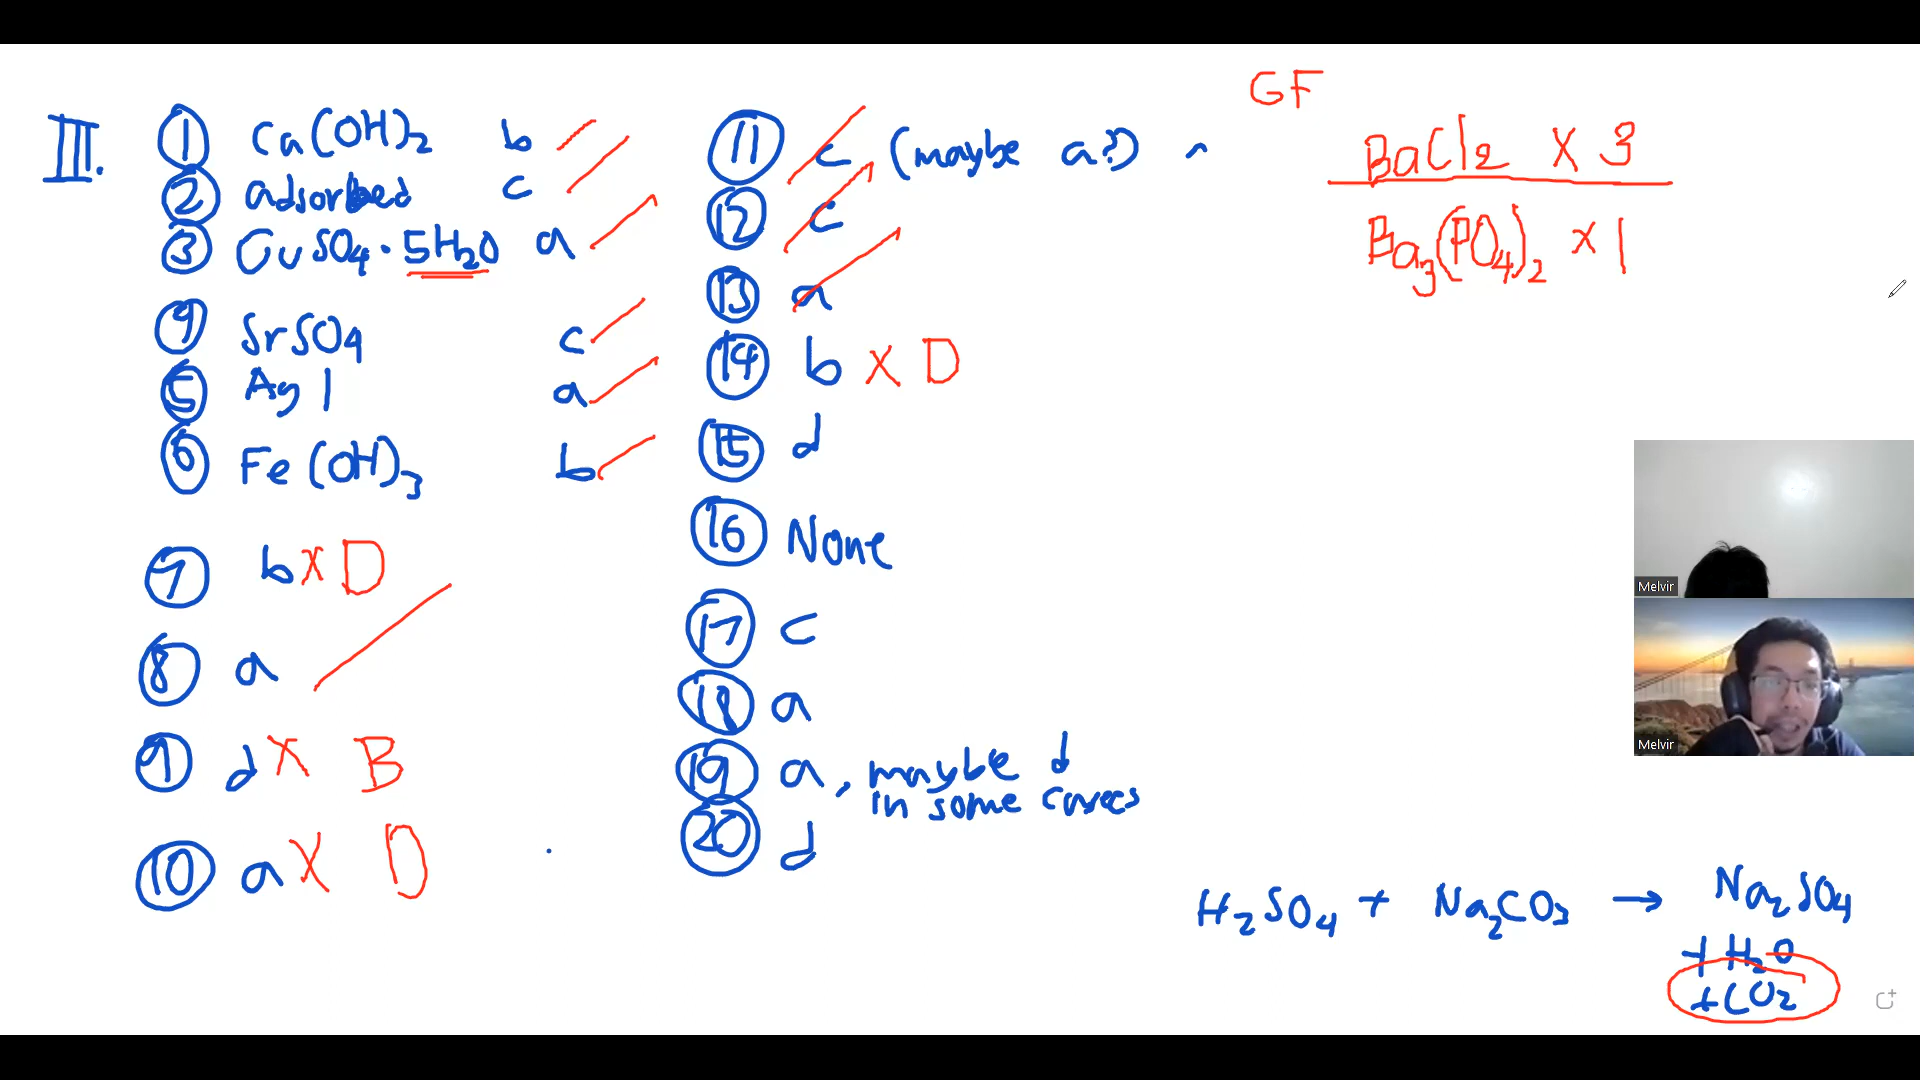 III.
1 Ca(OH)2 b
2 adsorbed c
3 CuSO4 · 5H2O a
4 SrSO4 c
5 Ag 1 a
6 Fe(OH)3 b
7 b X D
8 a
9 d X B
10 a X D
11 c (maybe a?)
12 c
13 a
14 b X D
15 d
16 None
17 c
18 a
19 a, maybe d
in some cases
20 d
GF
BaCl2 X 3
Ba3(PO4)2 X 1
H2SO4 + Na2CO3 → Na2SO4
+ H2O
+ CO2
Melvir
Melvir